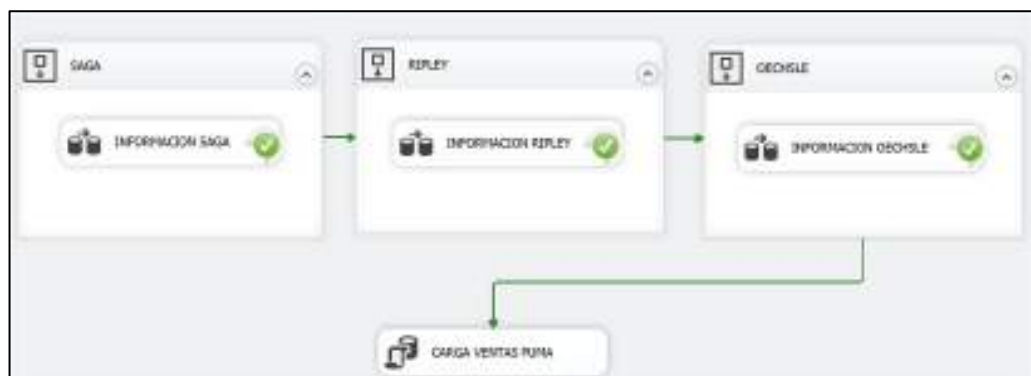 SAGA
INFORMACION SAGA
RIPLEY
INFORMACION RIPLEY
OECHSLE
INFORMACION OECHSLE
CARGA VENTAS PUMA